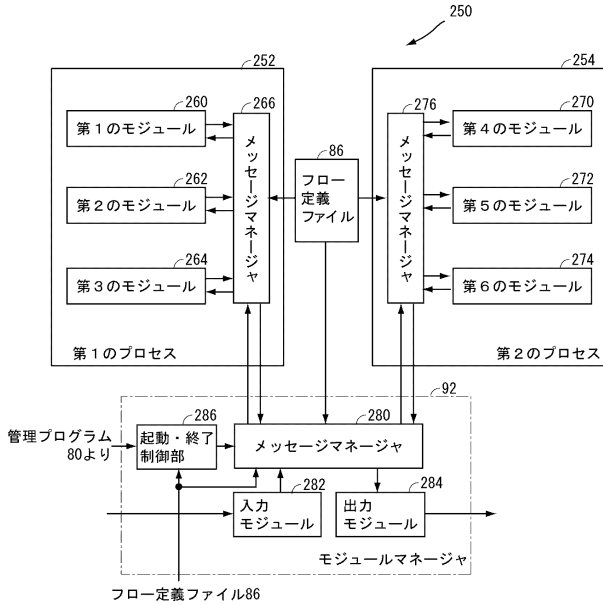 250
252
254
260
第1のモジュール
266
メッセージマネージャ
262
第2のモジュール
264
第3のモジュール
第1のプロセス
86
フロー
定義
ファイル
276
メッセージマネージャ
270
第4のモジュール
272
第5のモジュール
274
第6のモジュール
第2のプロセス
92
管理プログラム
80より
286
起動・終了
制御部
280
メッセージマネージャ
282
入力
モジュール
284
出力
モジュール
モジュールマネージャ
フロー定義ファイル86